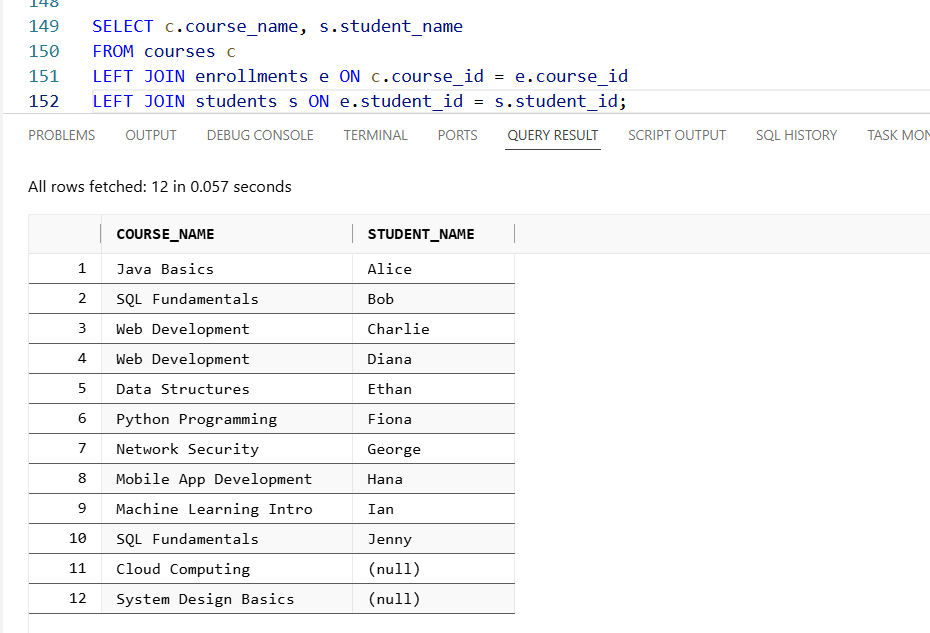 148
149 SELECT c.course_name, s.student_name
150 FROM courses c
151 LEFT JOIN enrollments e ON c.course_id = e.course_id
152 LEFT JOIN students s ON e.student_id = s.student_id;
PROBLEMS OUTPUT DEBUG CONSOLE TERMINAL PORTS QUERY RESULT SCRIPT OUTPUT SQL HISTORY TASK MON
All rows fetched: 12 in 0.057 seconds
COURSE_NAME STUDENT_NAME
1 Java Basics Alice
2 SQL Fundamentals Bob
3 Web Development Charlie
4 Web Development Diana
5 Data Structures Ethan
6 Python Programming Fiona
7 Network Security George
8 Mobile App Development Hana
9 Machine Learning Intro Ian
10 SQL Fundamentals Jenny
11 Cloud Computing (null)
12 System Design Basics (null)